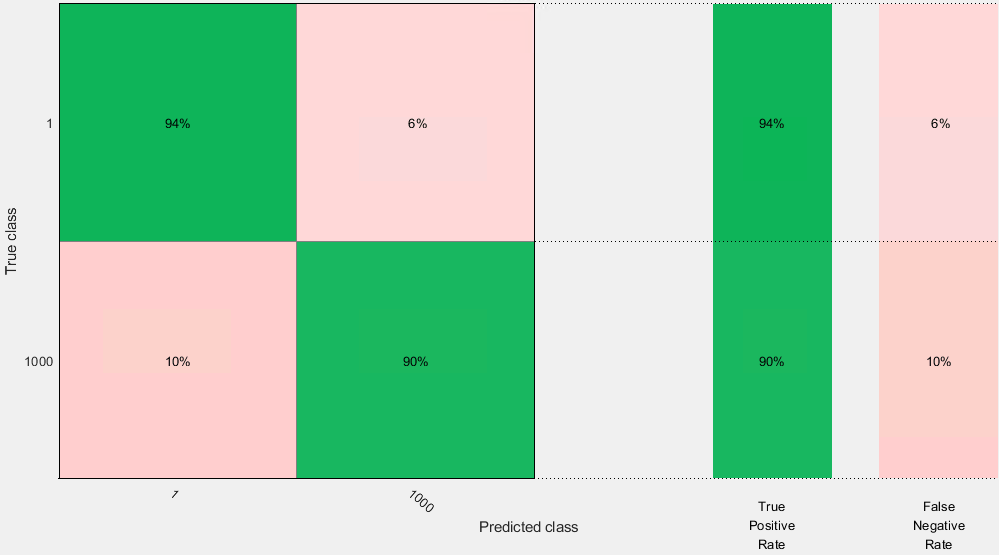 True class
1
94%
6%
94%
6%
1000
10%
90%
90%
10%
1
1000
Predicted class
True
Positive
Rate
False
Negative
Rate